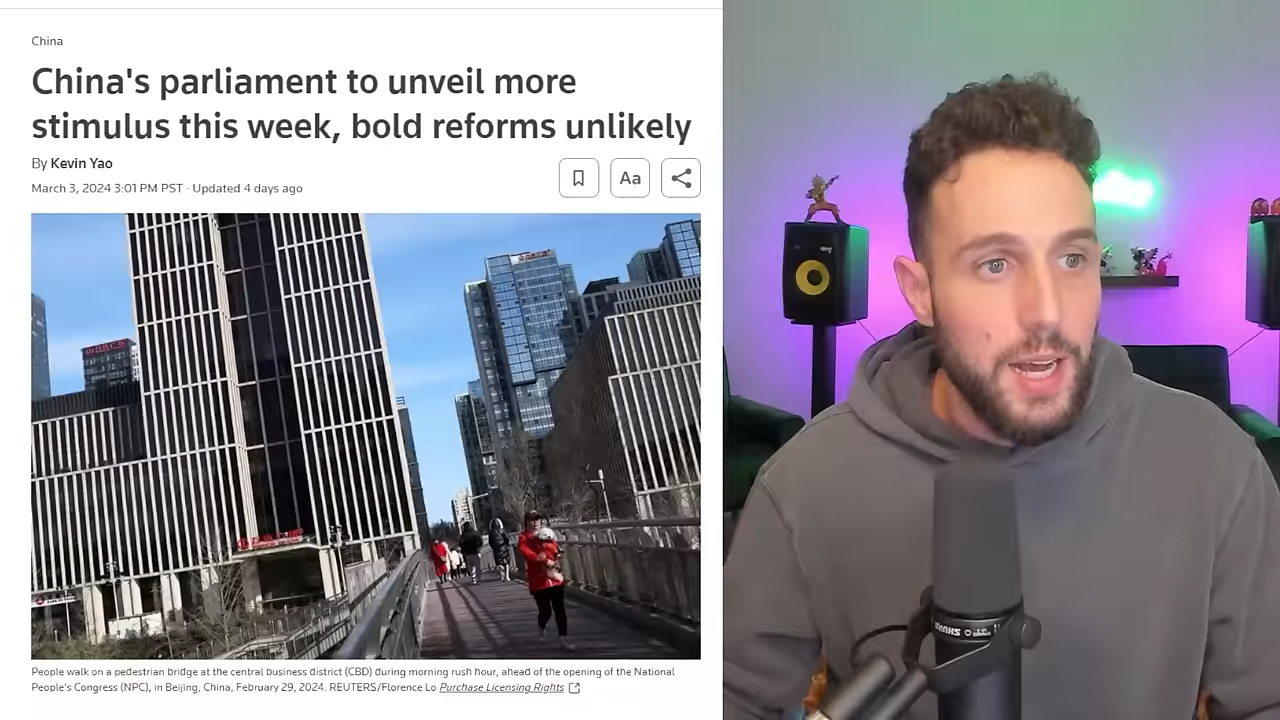 China
China's parliament to unveil more
stimulus this week, bold reforms unlikely
By Kevin Yao
March 3, 2024 3:01 PM PST · Updated 4 days ago
Aa
People walk on a pedestrian bridge at the central business district (CBD) during morning rush hour, ahead of the opening of the National
People's Congress (NPC), in Beijing, China, February 29, 2024. REUTERS/Florence Lo Purchase Licensing Rights
SHURE